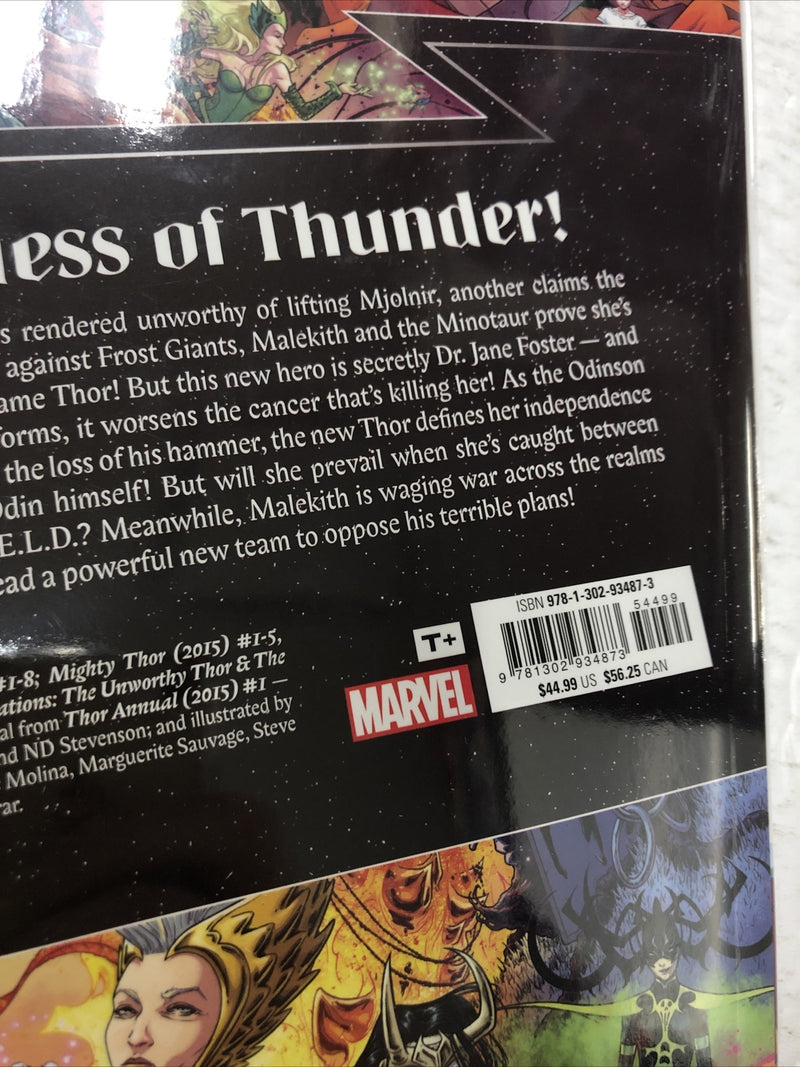 ess of Thunder!
s rendered unworthy of lifting Mjolnir, another claims the
against Frost Giants, Malekith and the Minotaur prove she's
ame Thor! But this new hero is secretly Dr. Jane Foster — and
forms, it worsens the cancer that's killing her! As the Odinson
the loss of his hammer, the new Thor defines her independence
din himself! But will she prevail when she's caught between
E.L.D.? Meanwhile, Malekith is waging war across the realms
ead a powerful new team to oppose his terrible plans!
#1-8; Mighty Thor (2015) #1-5,
ations: The Unworthy Thor & The
al from Thor Annual (2015) #1 —
nd ND Stevenson; and illustrated by
Molina, Marguerite Sauvage, Steve
ar.
T+
MARVEL
ISBN 978-1-302-93487-3
54499
9 781302 934873
$44.99 US $56.25 CAN